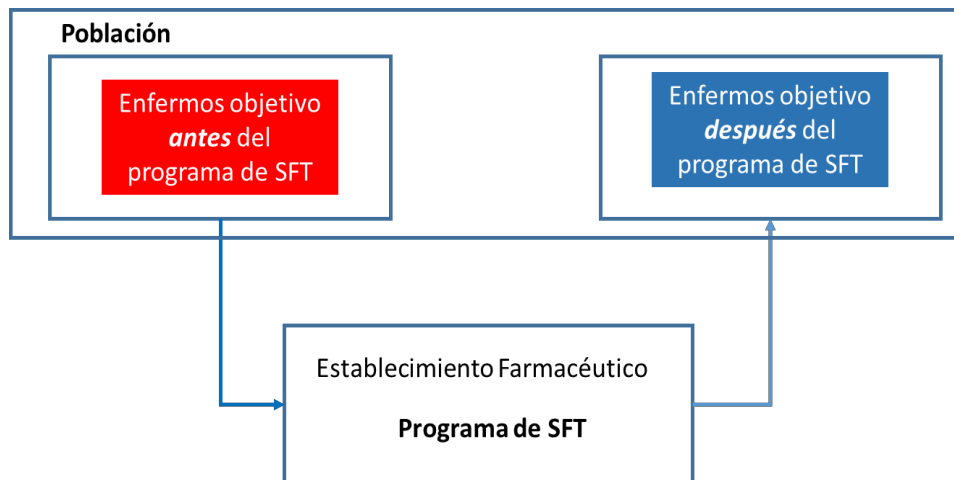 Población
Enfermos objetivo
antes del
programa de SFT
Enfermos objetivo
después del
programa de SFT
Establecimiento Farmacéutico
Programa de SFT